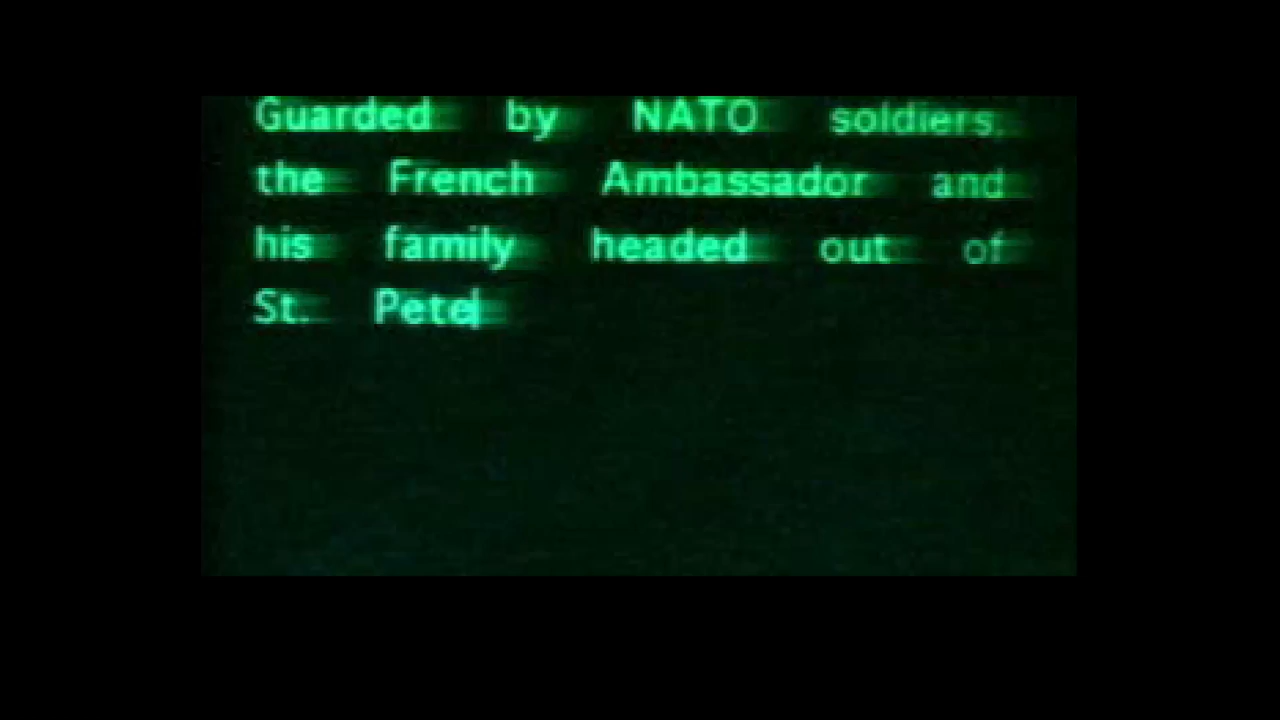 Guarded by NATO soldiers,
the French Ambassador and
his family headed out of
St. Pete